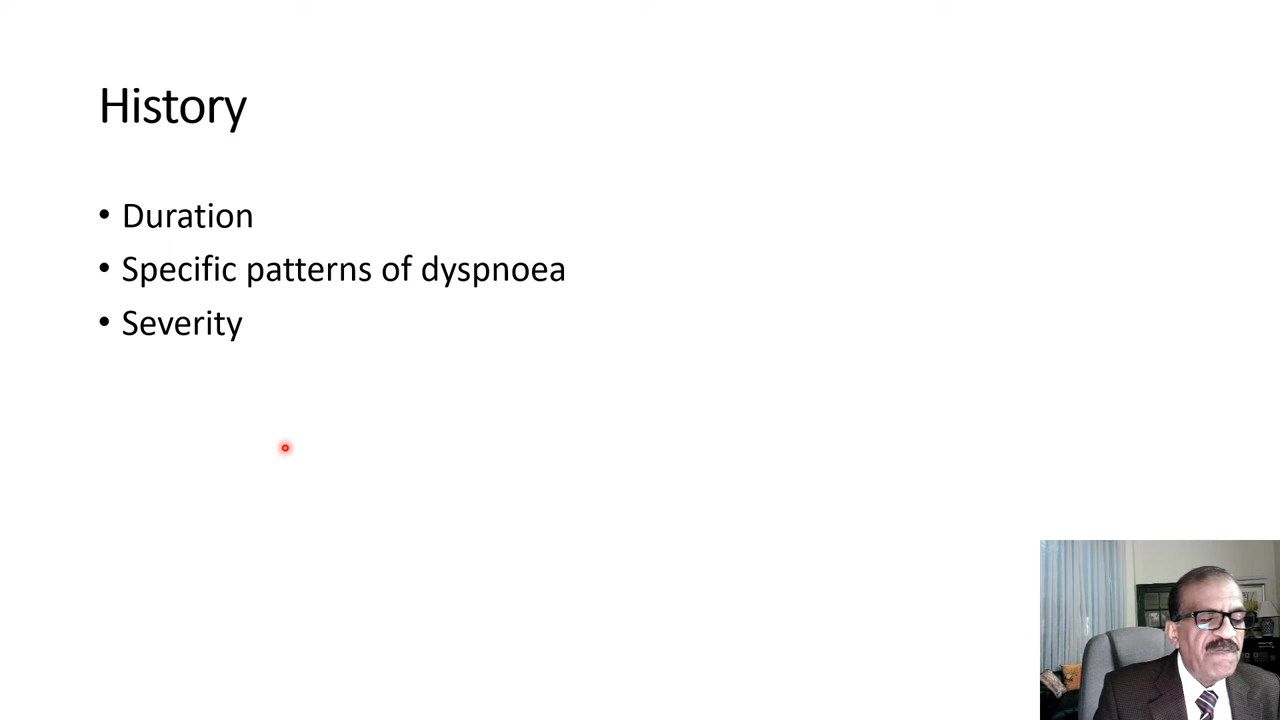 History
• Duration
• Specific patterns of dyspnoea
• Severity